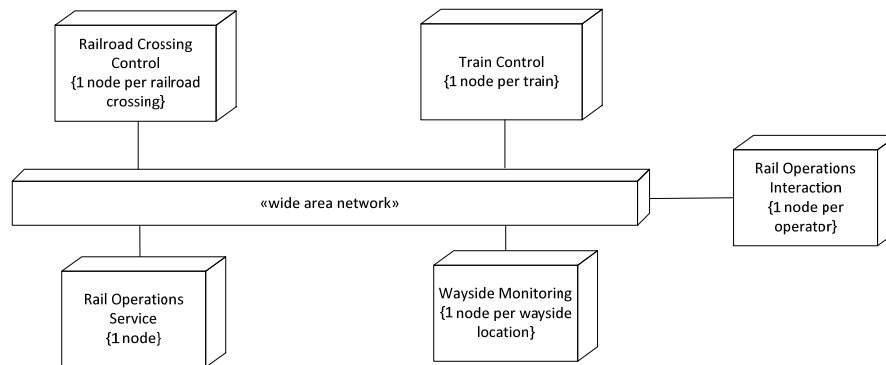 Railroad Crossing
Control
{1 node per railroad
crossing}
Train Control
{1 node per train}
Rail Operations
Interaction
{1 node per
operator}
«wide area network»
Rail Operations
Service
{1 node}
Wayside Monitoring
{1 node per wayside
location}